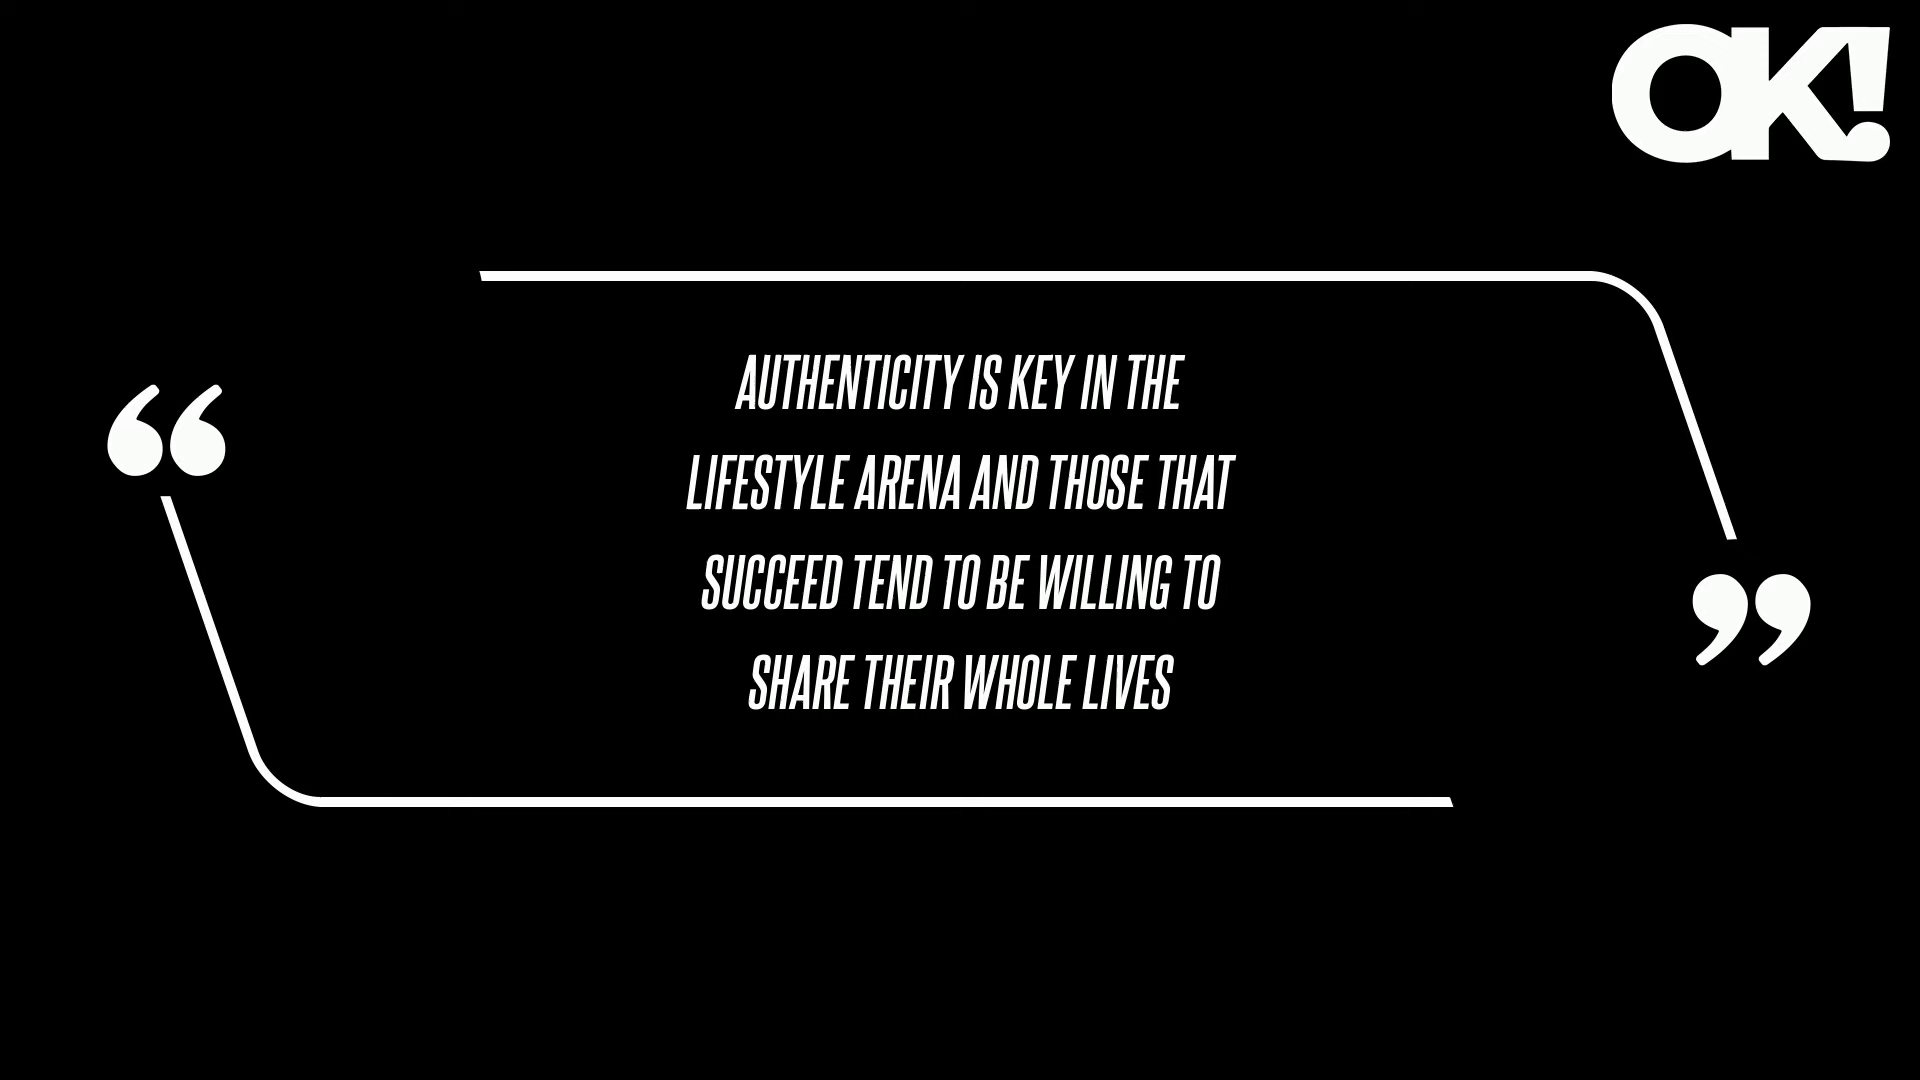 OK!
“
AUTHENTICITY IS KEY IN THE
LIFESTYLE ARENA AND THOSE THAT
SUCCEED TEND TO BE WILLING TO
SHARE THEIR WHOLE LIVES
”